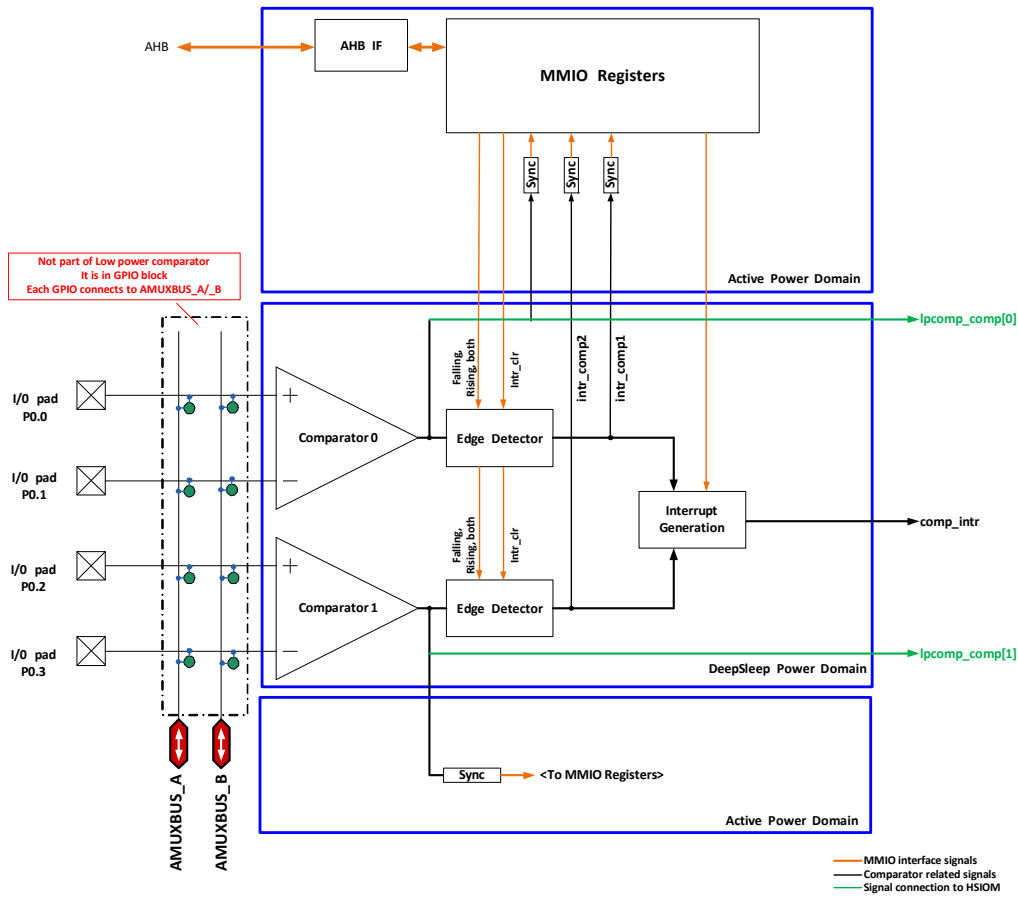 AHB
AHB IF
MMIO Registers
Sync
Sync
Sync
Active Power Domain
Not part of Low power comparator
It is in GPIO block
Each GPIO connects to AMUXBUS_A/_B
lpcomp_comp[0]
Falling,
Rising, both
Intr_clr
intr_comp2
intr_comp1
I/0 pad
P0.0
+
Comparator 0
Edge Detector
I/0 pad
P0.1
−
Interrupt
Generation
comp_intr
Falling,
Rising, both
Intr_clr
I/0 pad
P0.2
+
Comparator 1
Edge Detector
I/0 pad
P0.3
−
lpcomp_comp[1]
DeepSleep Power Domain
AMUXBUS_A
AMUXBUS_B
Sync
<To MMIO Registers>
Active Power Domain
MMIO interface signals
Comparator related signals
Signal connection to HSIOM